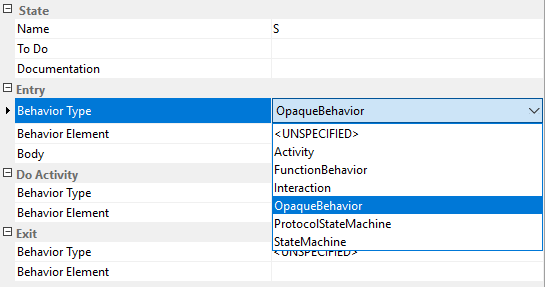 State
Name S
To Do
Documentation
Entry
Behavior Type OpaqueBehavior
Behavior Element <UNSPECIFIED>
Activity
Body FunctionBehavior
Do Activity Interaction
Behavior Type OpaqueBehavior
Behavior Element ProtocolStateMachine
Exit StateMachine
Behavior Type <UNSPECIFIED>
Behavior Element